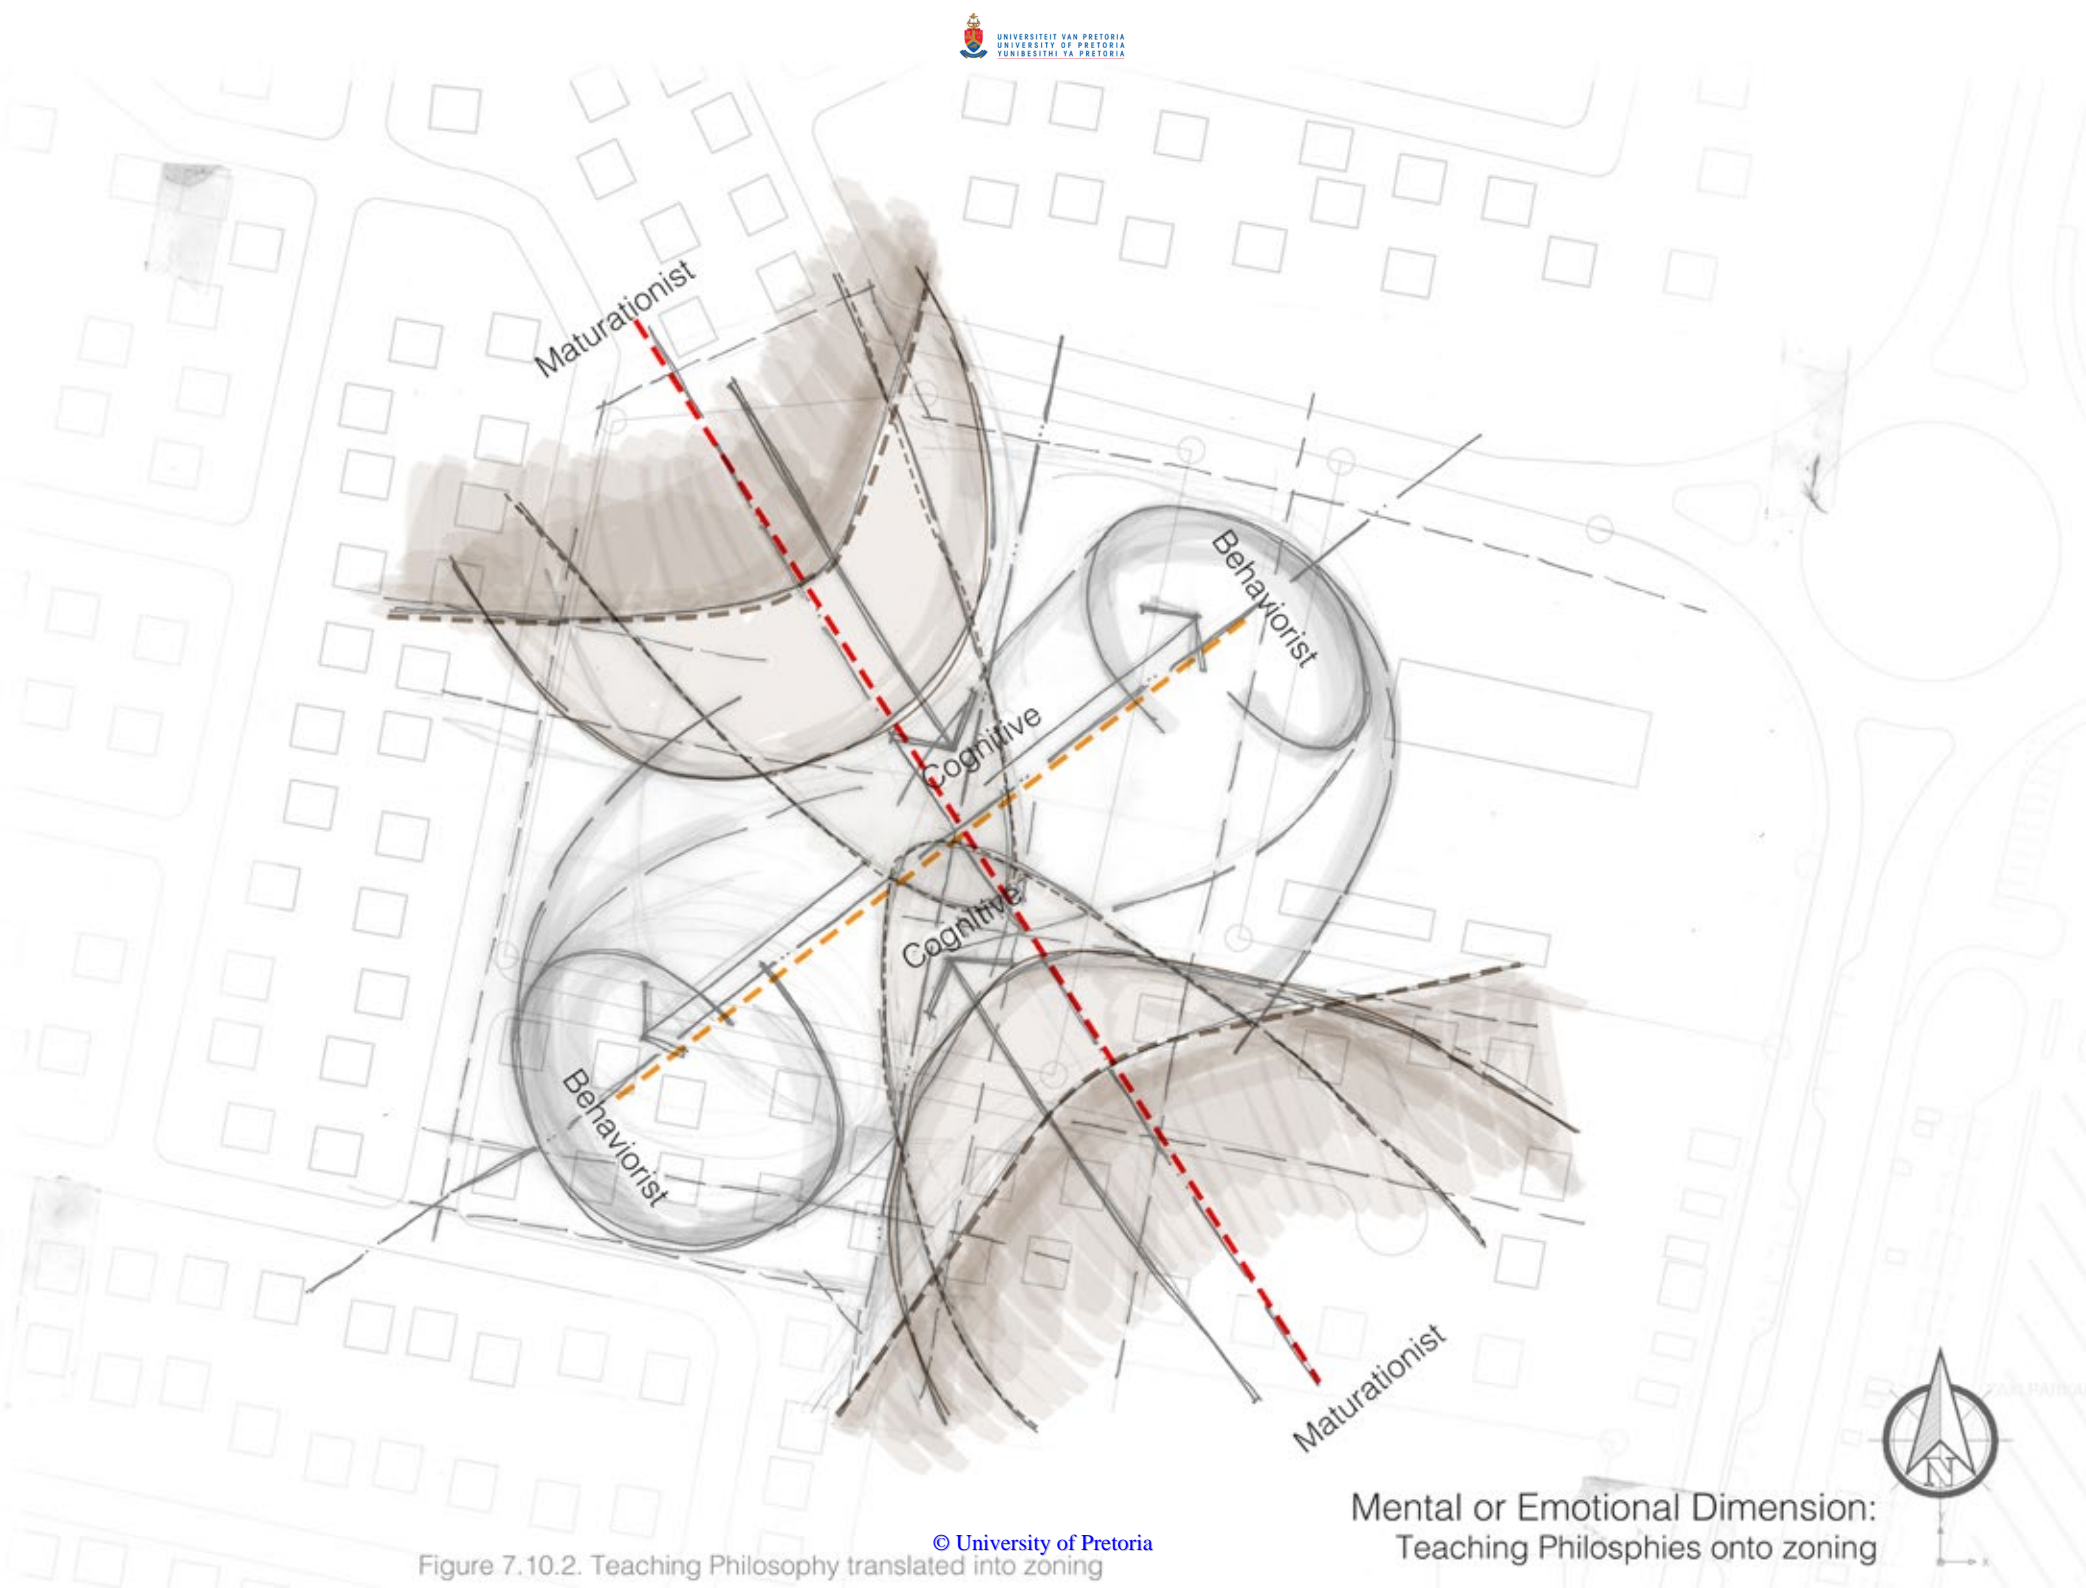 UNIVERSITEIT VAN PRETORIA
UNIVERSITY OF PRETORIA
YUNIBESITHI YA PRETORIA
Maturationist
Behaviorist
Cognitive
Cognitive
Behaviorist
Maturationist
N
Mental or Emotional Dimension:
Teaching Philosphies onto zoning
© University of Pretoria
Figure 7.10.2. Teaching Philosophy translated into zoning